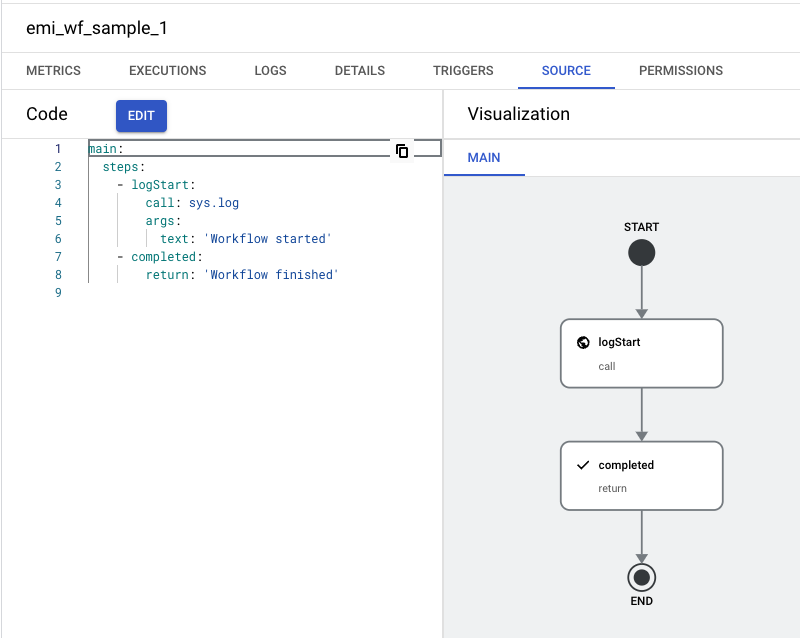 emi_wf_sample_1
METRICS EXECUTIONS LOGS DETAILS TRIGGERS SOURCE PERMISSIONS
Code EDIT
1 main:
2 steps:
3 - logStart:
4 call: sys.log
5 args:
6 text: 'Workflow started'
7 - completed:
8 return: 'Workflow finished'
9
Visualization
MAIN
START
logStart
call
completed
return
END